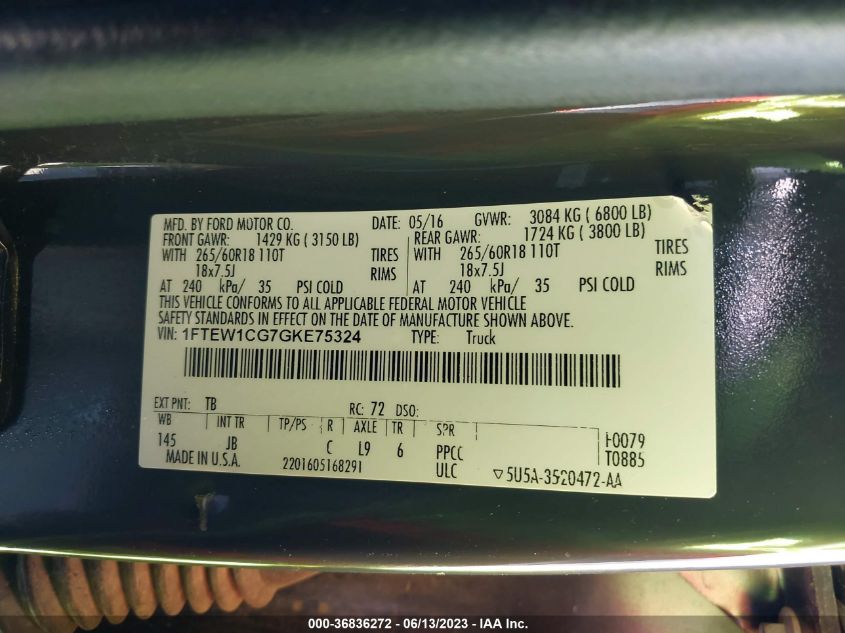 MFD. BY FORD MOTOR CO. DATE: 05/16 GVWR: 3084 KG ( 6800 LB)
FRONT GAWR: 1429 KG ( 3150 LB) REAR GAWR: 1724 KG ( 3800 LB)
WITH 265/60R18 110T TIRES WITH 265/60R18 110T TIRES
18x7.5J RIMS 18x7.5J RIMS
AT 240 kPa/ 35 PSI COLD AT 240 kPa/ 35 PSI COLD
THIS VEHICLE CONFORMS TO ALL APPLICABLE FEDERAL MOTOR VEHICLE
SAFETY STANDARDS IN EFFECT ON THE DATE OF MANUFACTURE SHOWN ABOVE.
VIN: 1FTEW1CG7GKE75324 TYPE: Truck
EXT PNT: TB RC: 72 DSO:
WB INT TR TP/PS R AXLE TR SPR
145 JB C L9 6 PPCC F0079
MADE IN U.S.A. 2201605168291 ULC T0885
▽5U5A-3520472-AA
000-36836272 - 06/13/2023 - IAA Inc.